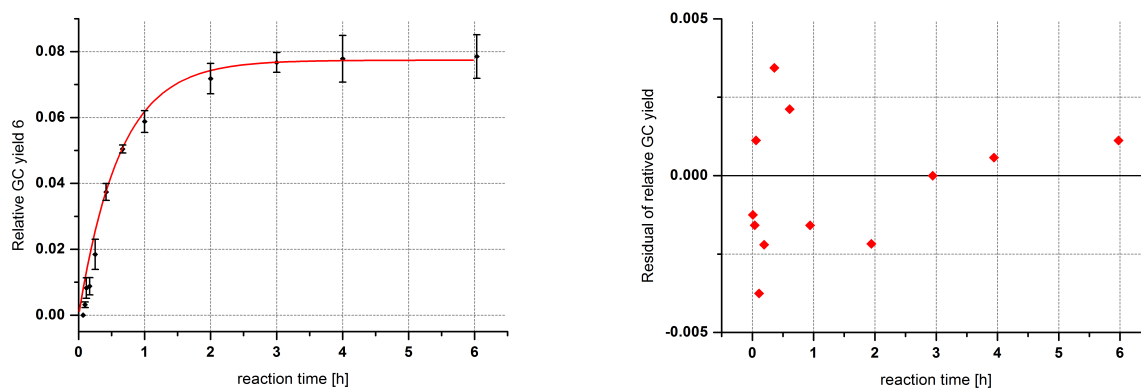 0.08
0.06
0.04
0.02
0.00
Relative GC yield 6
0 1 2 3 4 5 6
reaction time [h]
0.005
0.000
-0.005
Residual of relative GC yield
0 1 2 3 4 5 6
reaction time [h]